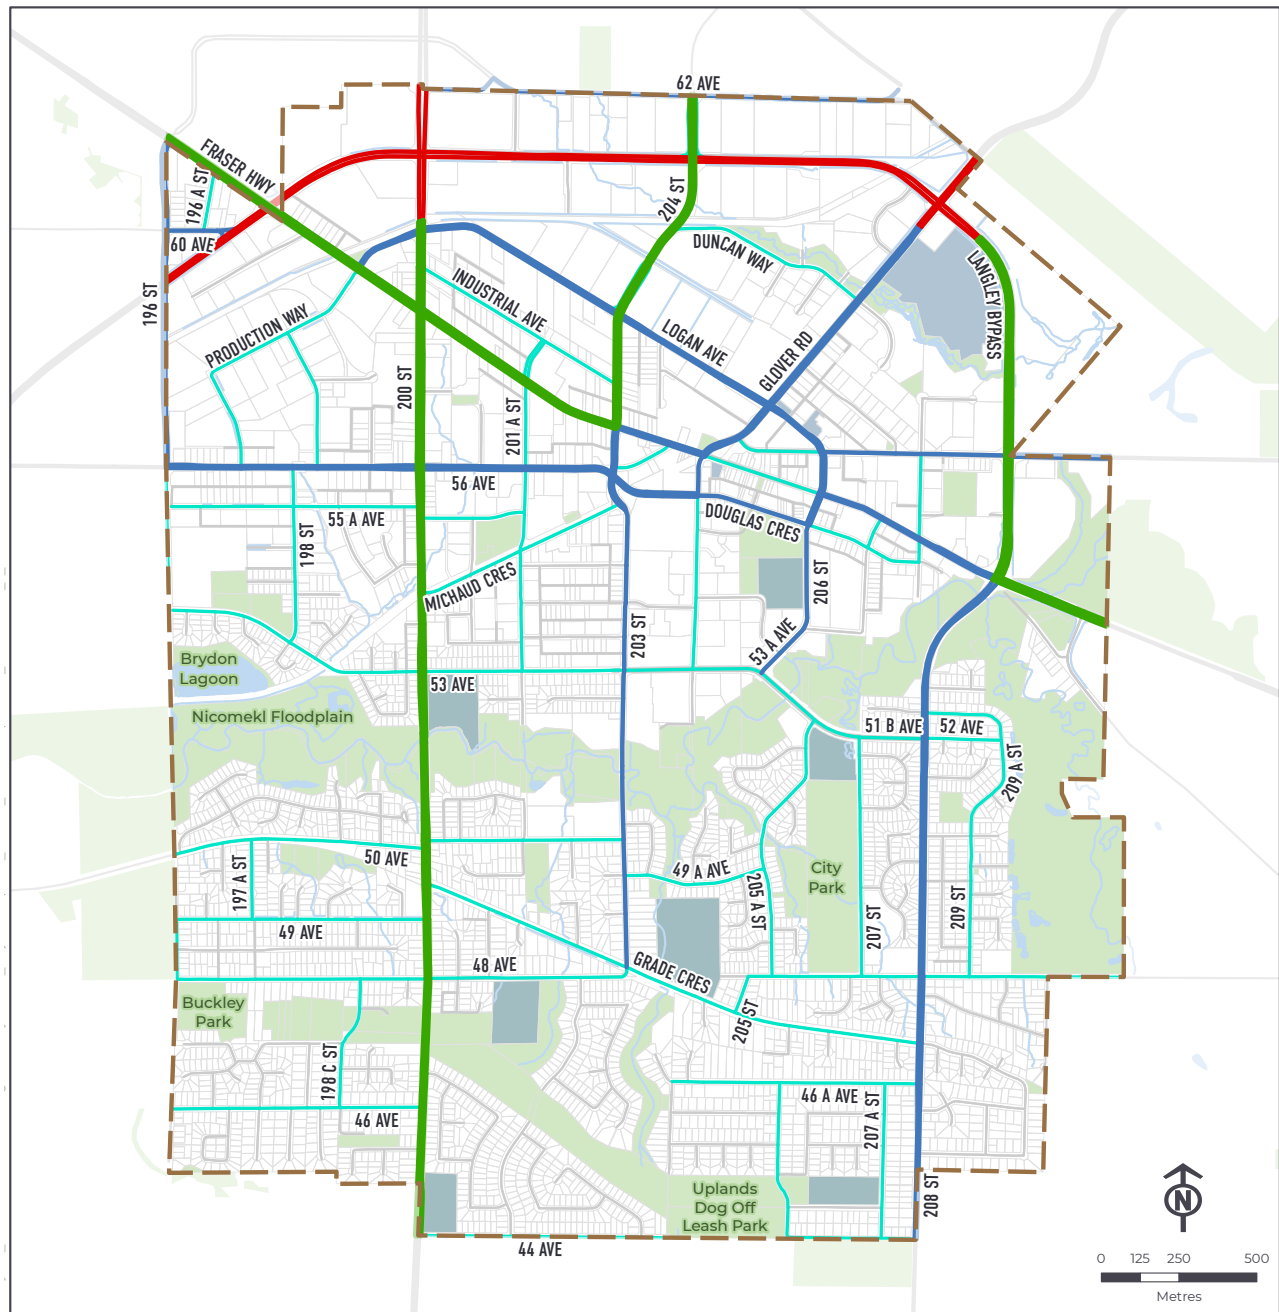 62 AVE
FRASER HWY
196 A ST
204 ST
60 AVE
DUNCAN WAY
LANGLEY BYPASS
196 ST
INDUSTRIAL AVE
PRODUCTION WAY
LOGAN AVE
GLOVER RD
200 ST
201 A ST
56 AVE
55 A AVE
DOUGLAS CRES
198 ST
MICHAUD CRES
206 ST
203 ST
53 A AVE
Brydon
Lagoon
53 AVE
Nicomekl Floodplain
51 B AVE
52 AVE
209 A ST
50 AVE
49 A AVE
City
Park
197 A ST
205 A ST
207 ST
209 ST
49 AVE
48 AVE
GRADE CRES
Buckley
Park
205 ST
198 C ST
46 A AVE
46 AVE
207 A ST
Uplands
Dog Off
Leash Park
208 ST
44 AVE
N
0 125 250 500
Metres